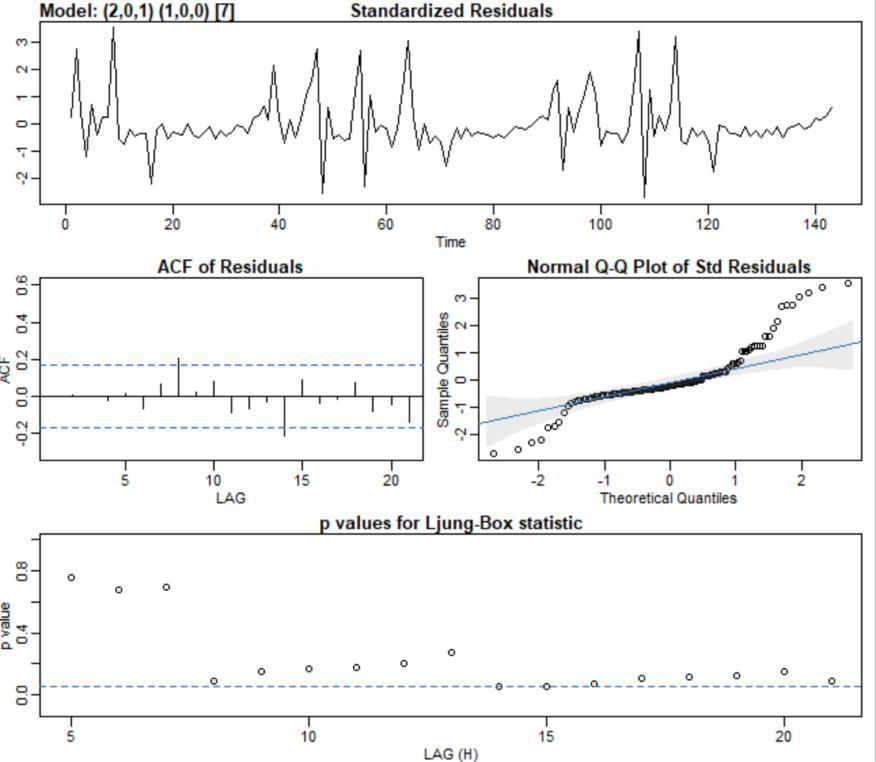 Model: (2,0,1) (1,0,0) [7] Standardized Residuals
3
2
1
0
-1
-2
0 20 40 60 80 100 120 140
Time
ACF of Residuals
ACF
0.6
0.4
0.2
0.0
-0.2
5 10 15 20
LAG
Normal Q-Q Plot of Std Residuals
Sample Quantiles
3
2
1
0
-1
-2
-2 -1 0 1 2
Theoretical Quantiles
p values for Ljung-Box statistic
p value
0.8
0.4
0.0
5 10 15 20
LAG (H)